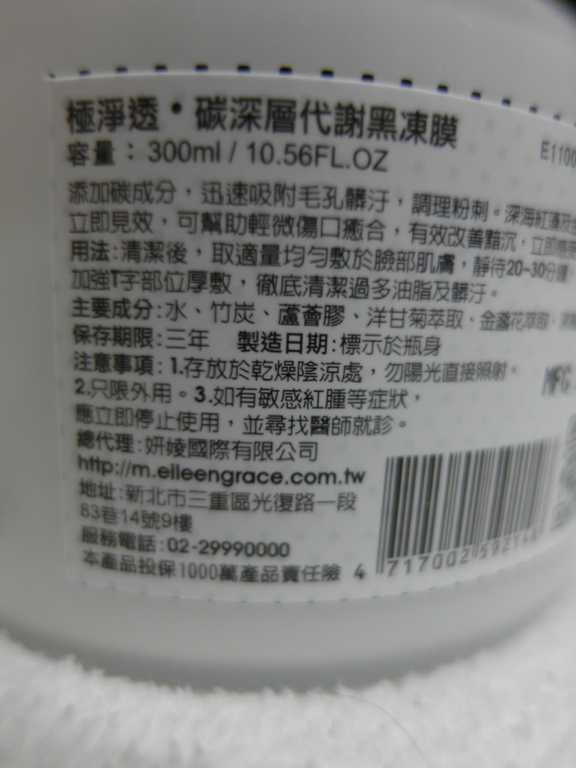 極淨透•碳深層代謝黑凍膜
容量：300ml / 10.56FL.OZ
E1100
添加碳成分，迅速吸附毛孔髒汙，調理粉刺。深海紅藻
立即見效，可幫助輕微傷口癒合，有效改善黯沉，立即
用法:清潔後，取適量均勻敷於臉部肌膚，靜待20-30分鐘
加強T字部位厚敷，徹底清潔過多油脂及髒汙。
主要成分:水、竹炭、蘆薈膠、洋甘菊萃取、金盞花萃取、
保存期限:三年 製造日期:標示於瓶身
注意事項:1.存放於乾燥陰涼處，勿陽光直接照射。
2.只限外用。3.如有敏感紅腫等症狀，
應立即停止使用，並尋找醫師就診。
MFG
總代理:妍婈國際有限公司
http://m.eileengrace.com.tw
地址:新北市三重區光復路一段
83巷14號9樓
服務電話:02-29990000
本產品投保1000萬產品責任險
4 717002